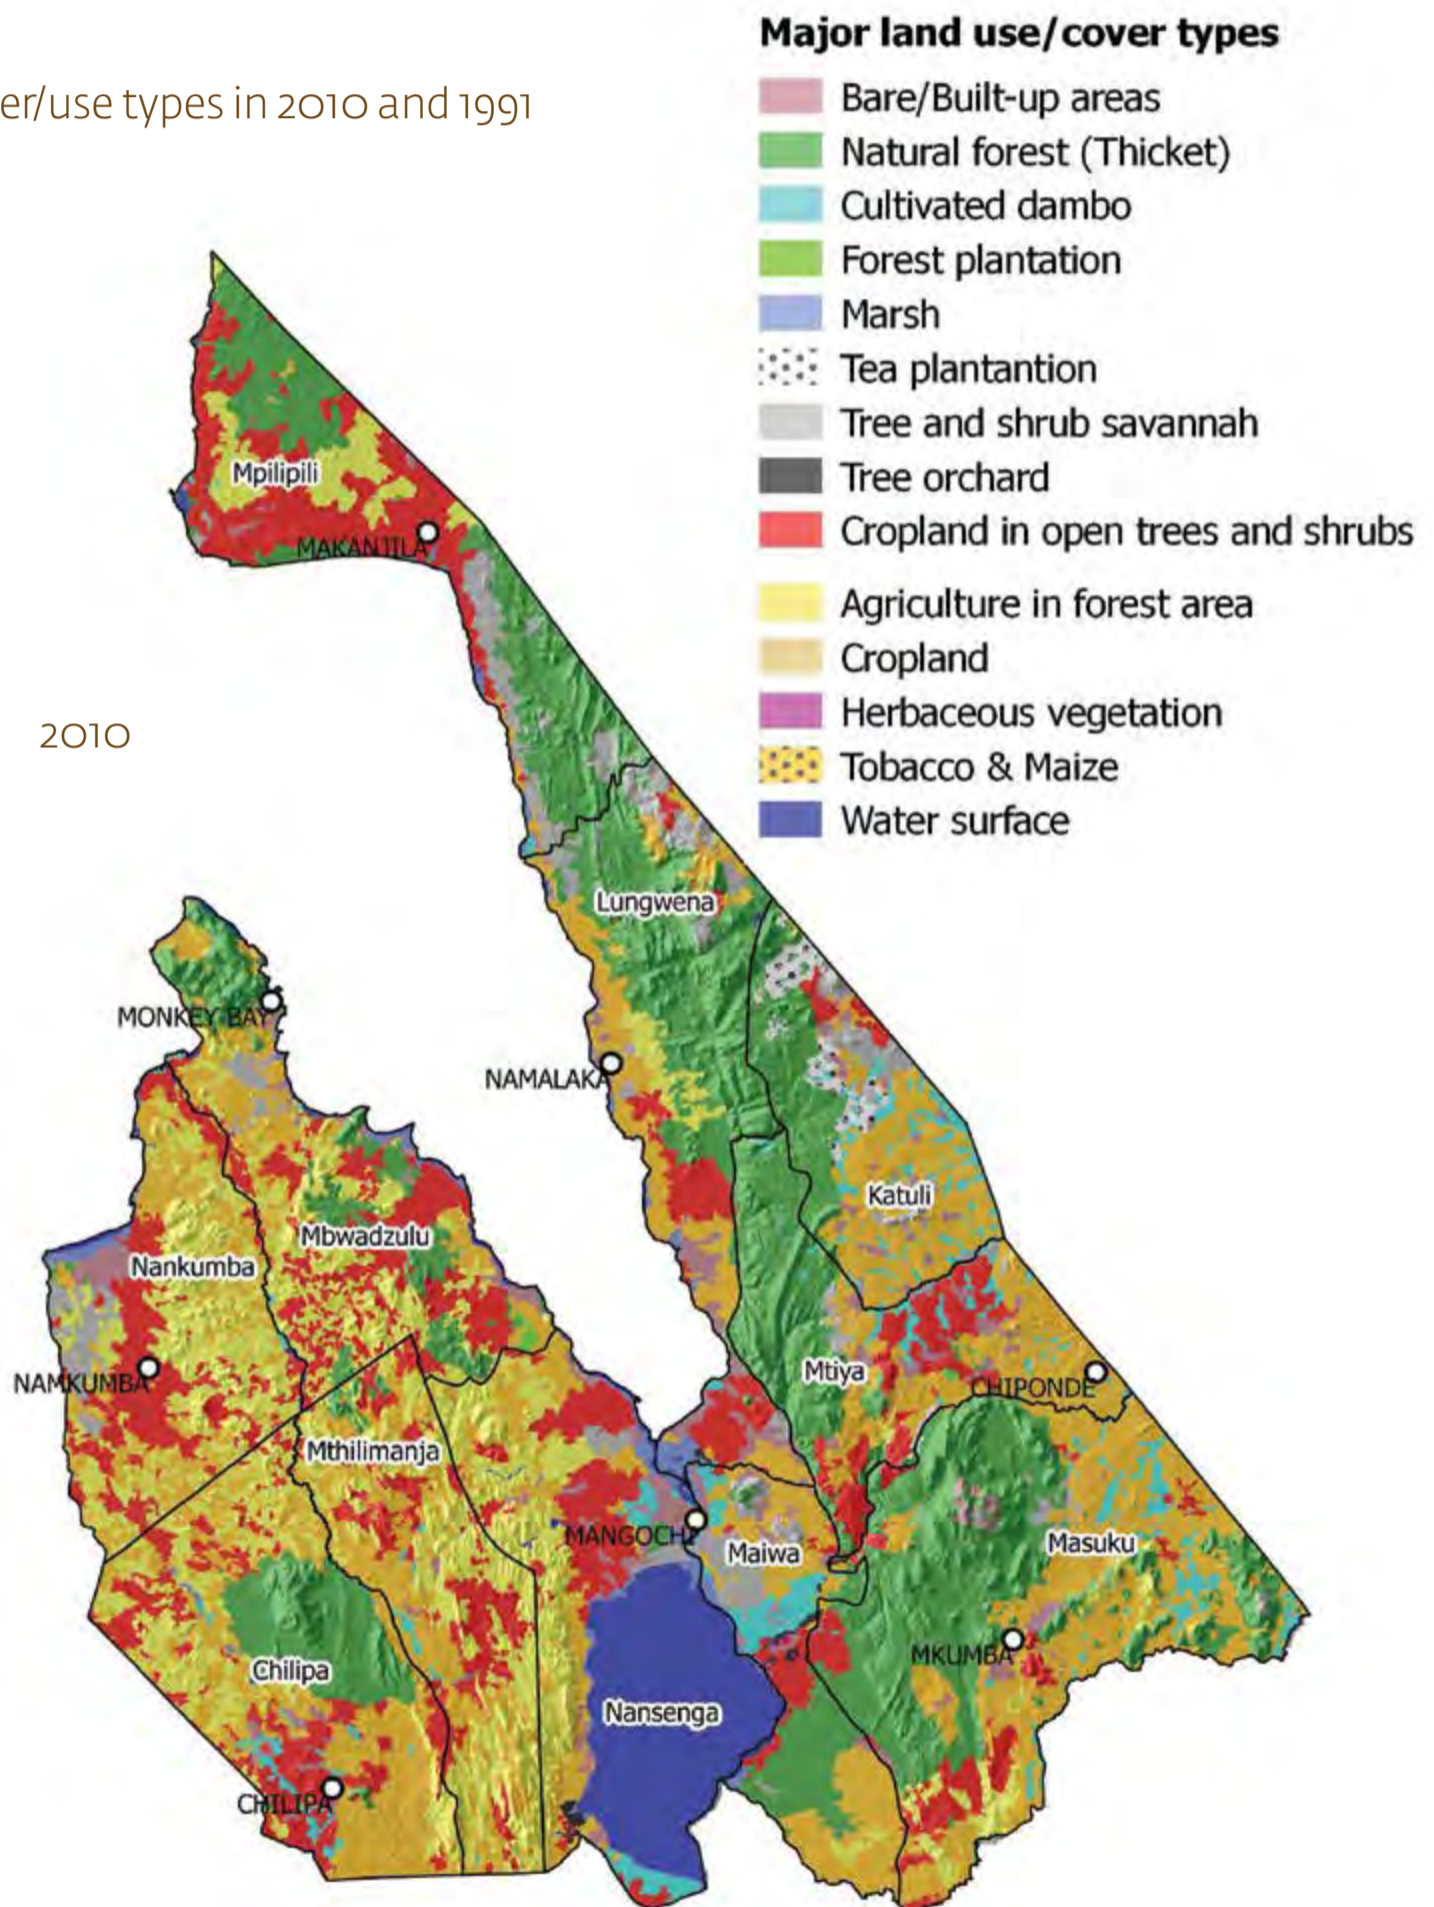 Major land use/cover types
er/use types in 2010 and 1991
Bare/Built-up areas
Natural forest (Thicket)
Cultivated dambo
Forest plantation
Marsh
Tea plantantion
Tree and shrub savannah
Tree orchard
Cropland in open trees and shrubs
Agriculture in forest area
Cropland
Herbaceous vegetation
Tobacco & Maize
Water surface
2010
Mpilipili
MAKANJILA
Lungwena
MONKEY BAY
NAMALAKA
Katuli
Mbwadzulu
Nankumba
Mtiya
NAMKUMBA
CHIPONDE
Mthilimanja
MANGOCHI
Maiwa
Masuku
MKUMBA
Chilipa
Nansenga
CHILIPA